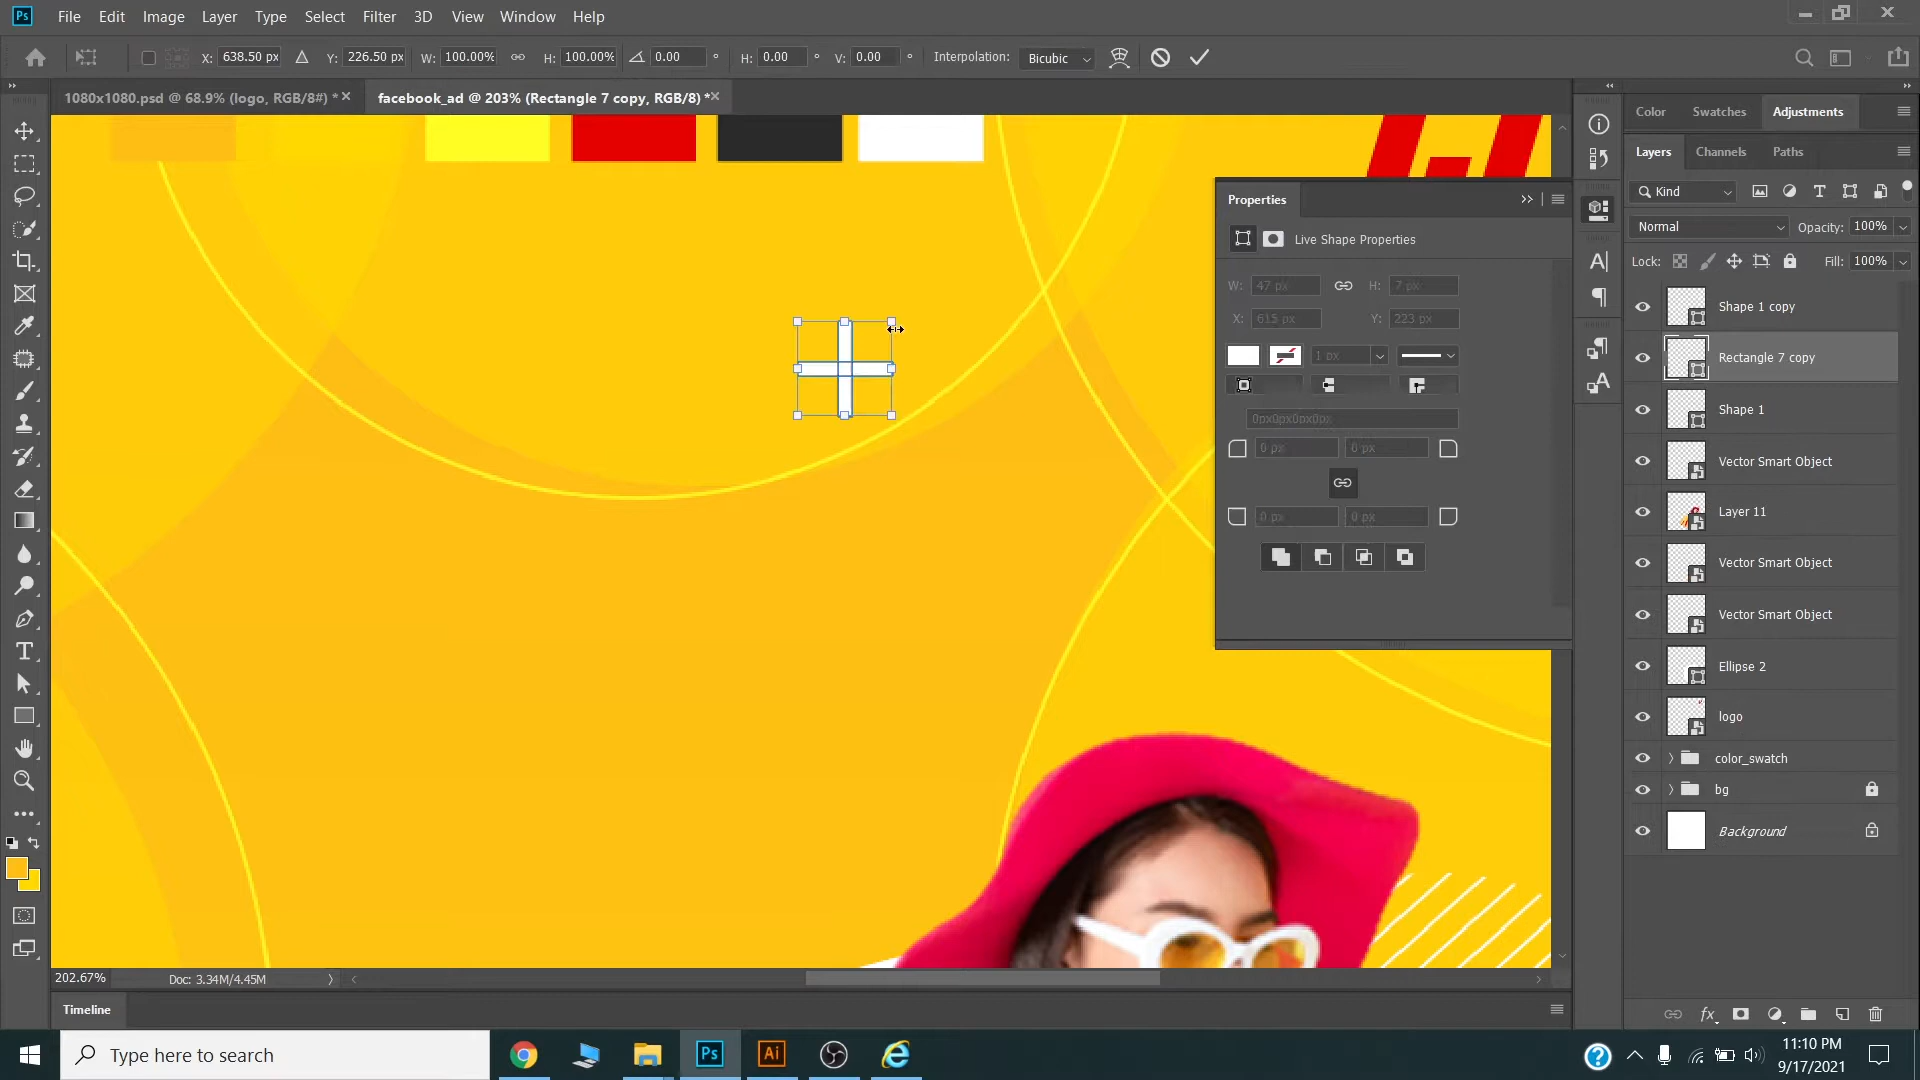 Ps File Edit Image Layer Type Select Filter 3D View Window Help
X: 638.50 px Y: 226.50 px W: 100.00% H: 100.00% 0.00 ° H: 0.00 ° V: 0.00 ° Interpolation: Bicubic
1080x1080.psd @ 68.9% (logo, RGB/8#) * facebook_ad @ 203% (Rectangle 7 copy, RGB/8) *
Color Swatches Adjustments
Layers Channels Paths
Kind
Normal Opacity: 100%
Lock: Fill: 100%
Shape 1 copy
Rectangle 7 copy
Shape 1
Vector Smart Object
Layer 11
Vector Smart Object
Vector Smart Object
Ellipse 2
logo
color_swatch
bg
Background
Properties
Live Shape Properties
W: 47 px H: 7 px
X: 615 px Y: 223 px
1 px
0px0px0px0px
0 px 0 px
0 px 0 px
202.67% Doc: 3.34M/4.45M
Timeline
Type here to search
Ps Ai
11:10 PM
9/17/2021